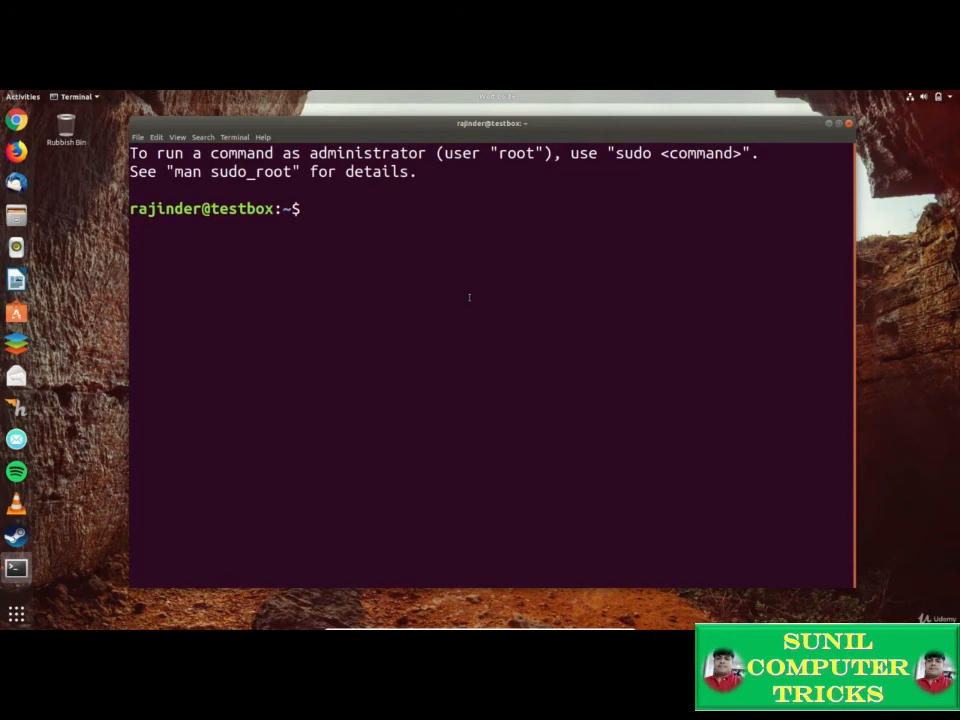 Activities
Terminal
rajinder@testbox: ~
Rubbish Bin
File Edit View Search Terminal Help
To run a command as administrator (user "root"), use "sudo <command>".
See "man sudo_root" for details.
rajinder@testbox:~$
Udemy
SUNIL
COMPUTER
TRICKS